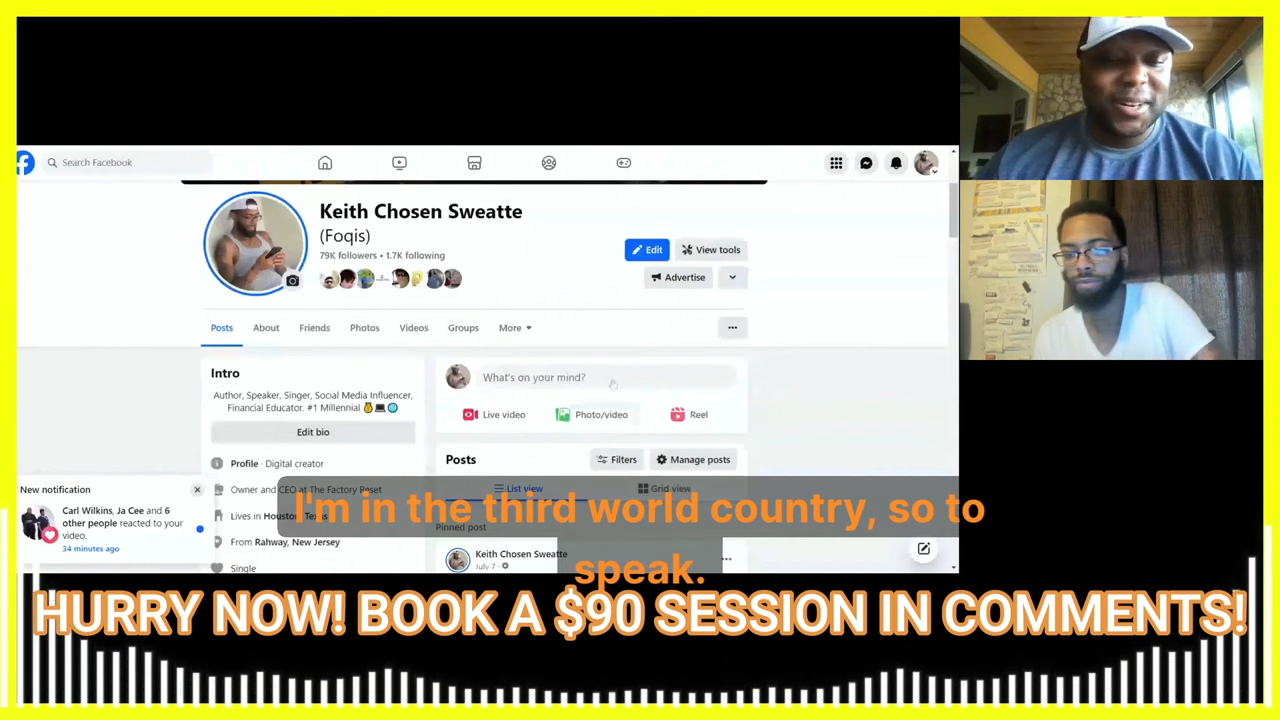 Search Facebook
Keith Chosen Sweatte
(Foqis)
79K followers • 1.7K following
Edit
View tools
Advertise
Posts
About
Friends
Photos
Videos
Groups
More
Intro
Author, Speaker, Singer, Social Media Influencer,
Financial Educator. #1 Millennial
Edit bio
Profile · Digital creator
Owner and CEO at The Factory Reset
Lives in Houston, Texas
From Rahway, New Jersey
Single
What's on your mind?
Live video
Photo/video
Reel
Posts
Filters
Manage posts
List view
Grid view
Pinned post
Keith Chosen Sweatte
July 7 ·
New notification
Carl Wilkins, Ja Cee and 6
other people reacted to your
video.
34 minutes ago
I'm in the third world country, so to
speak.
HURRY NOW! BOOK A $90 SESSION IN COMMENTS!